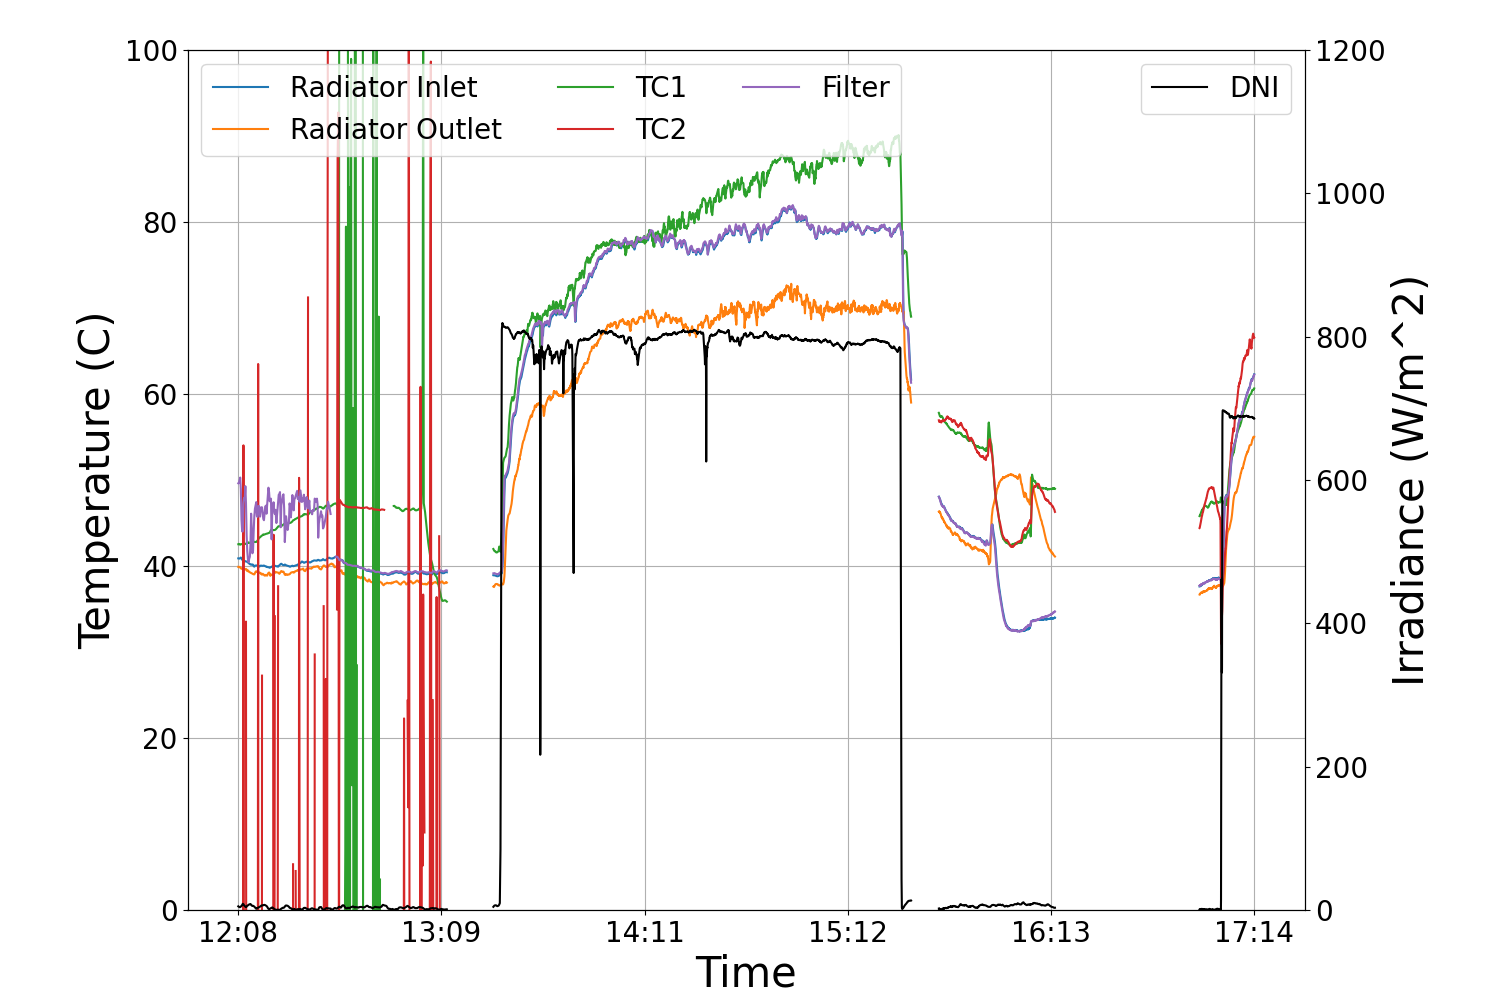 100
80
60
40
20
0
Temperature (C)
Radiator Inlet
Radiator Outlet
TC1
TC2
Filter
DNI
1200
1000
800
600
400
200
0
Irradiance (W/m^2)
12:08
13:09
14:11
15:12
16:13
17:14
Time